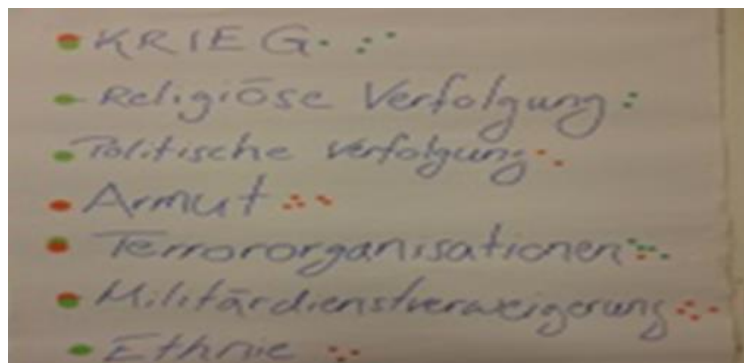 KRIEG
Religiöse Verfolgung
Politische Verfolgung
Armut
Terrororganisationen
Militärdienstverweigerung
Ethnie